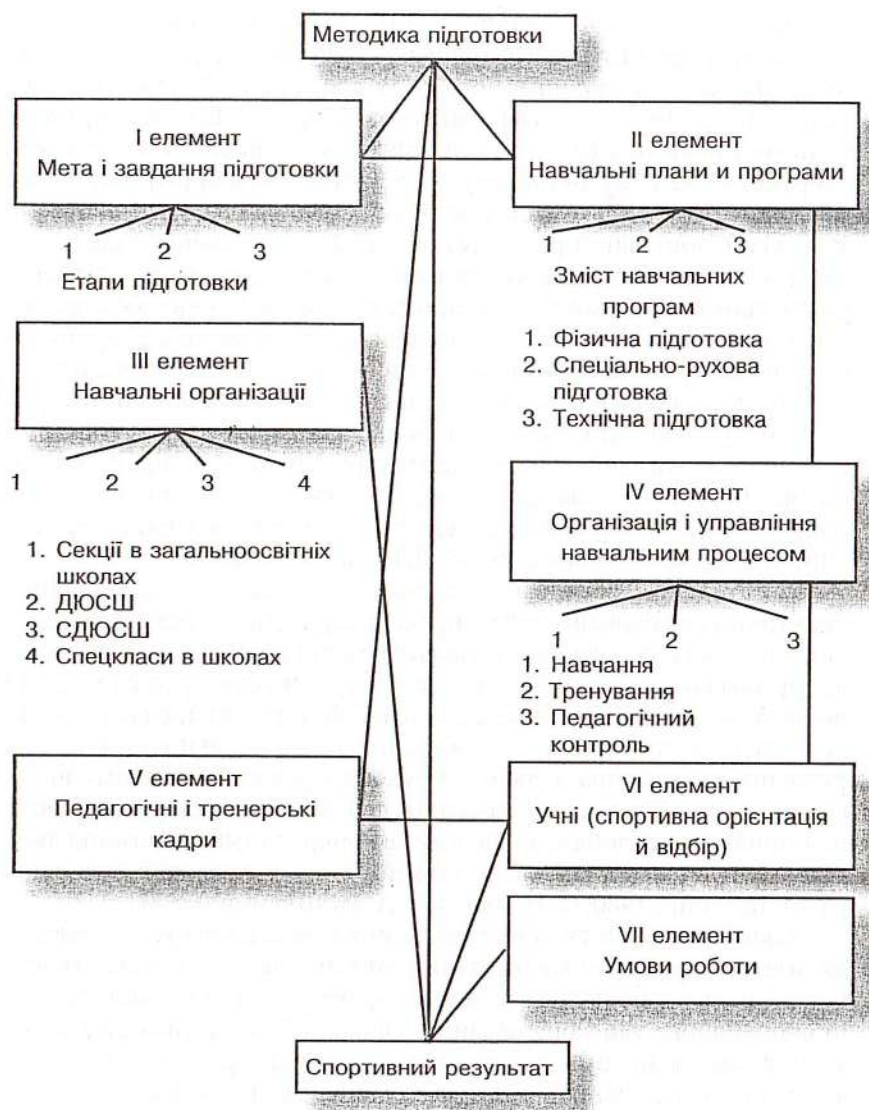 Методика підготовки
І елемент
Мета і завдання підготовки
1 2 3
Етапи підготовки
ІІ елемент
Навчальні плани и програми
1 2 3
Зміст навчальних
програм
1. Фізична підготовка
2. Спеціально-рухова
підготовка
3. Технічна підготовка
ІІІ елемент
Навчальні організації
1 2 3 4
1. Секції в загальноосвітніх
школах
2. ДЮСШ
3. СДЮСШ
4. Спецкласи в школах
IV елемент
Організація і управління
навчальним процесом
1 2 3
1. Навчання
2. Тренування
3. Педагогічний
контроль
V елемент
Педагогічні і тренерські
кадри
VI елемент
Учні (спортивна орієнтація
й відбір)
VII елемент
Умови роботи
Спортивний результат